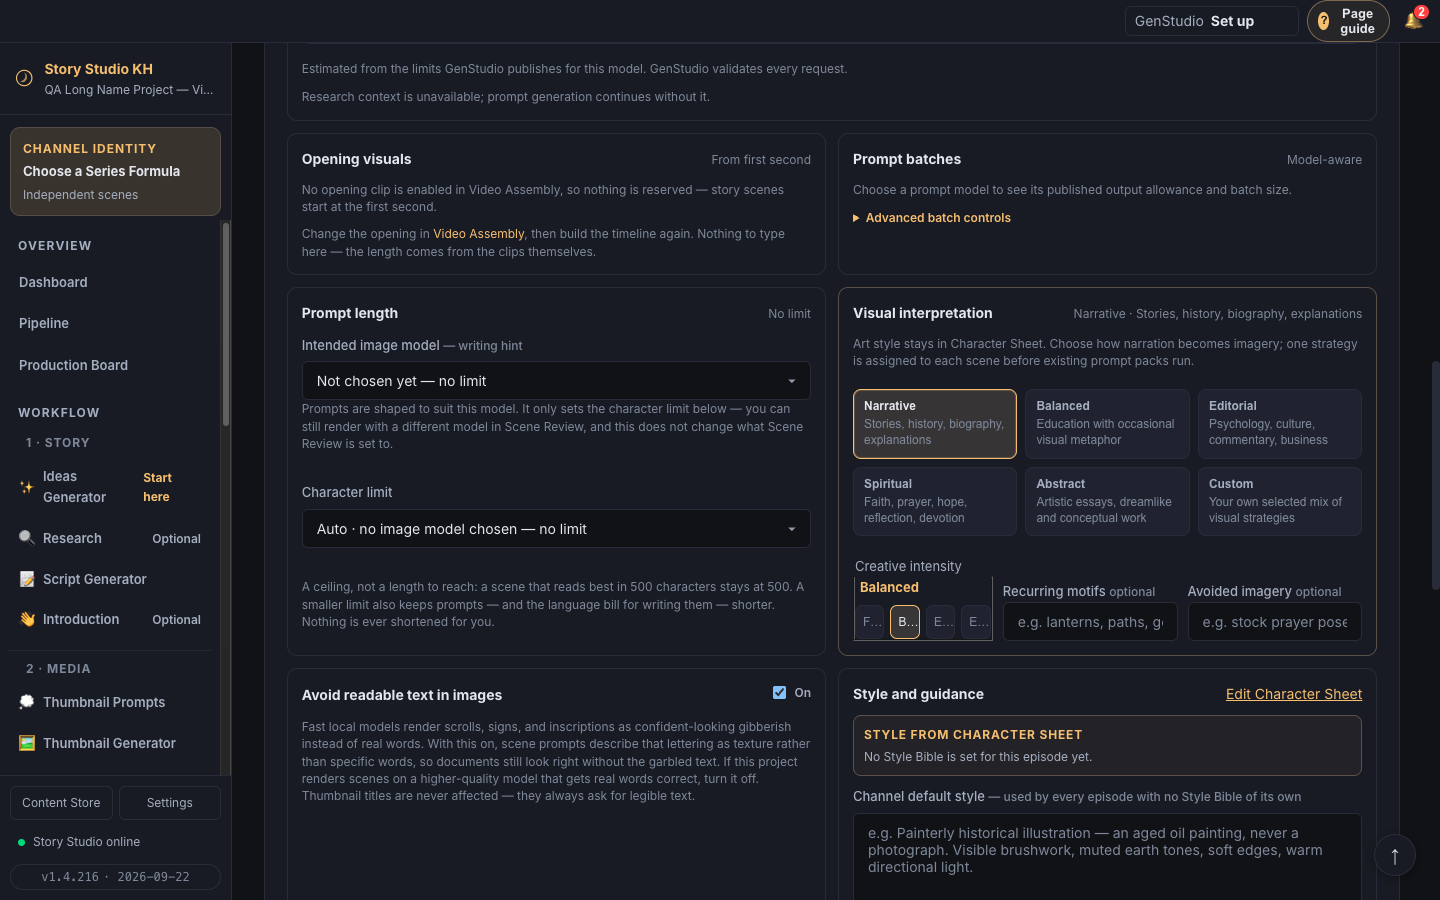 GenStudio Set up
? Page guide
2
Story Studio KH
QA Long Name Project — Vi...
CHANNEL IDENTITY
Choose a Series Formula
Independent scenes
OVERVIEW
Dashboard
Pipeline
Production Board
WORKFLOW
1 · STORY
Ideas Generator
Start here
Research
Optional
Script Generator
Introduction
Optional
2 · MEDIA
Thumbnail Prompts
Thumbnail Generator
Content Store
Settings
Story Studio online
v1.4.216 · 2026-09-22
Estimated from the limits GenStudio publishes for this model. GenStudio validates every request.
Research context is unavailable; prompt generation continues without it.
Opening visuals
From first second
No opening clip is enabled in Video Assembly, so nothing is reserved — story scenes
start at the first second.
Change the opening in Video Assembly, then build the timeline again. Nothing to type
here — the length comes from the clips themselves.
Prompt batches
Model-aware
Choose a prompt model to see its published output allowance and batch size.
Advanced batch controls
Prompt length
No limit
Intended image model — writing hint
Not chosen yet — no limit
Prompts are shaped to suit this model. It only sets the character limit below — you can
still render with a different model in Scene Review, and this does not change what Scene
Review is set to.
Character limit
Auto · no image model chosen — no limit
A ceiling, not a length to reach: a scene that reads best in 500 characters stays at 500. A
smaller limit also keeps prompts — and the language bill for writing them — shorter.
Nothing is ever shortened for you.
Visual interpretation
Narrative · Stories, history, biography, explanations
Art style stays in Character Sheet. Choose how narration becomes imagery; one strategy
is assigned to each scene before existing prompt packs run.
Narrative
Stories, history, biography,
explanations
Balanced
Education with occasional
visual metaphor
Editorial
Psychology, culture,
commentary, business
Spiritual
Faith, prayer, hope,
reflection, devotion
Abstract
Artistic essays, dreamlike
and conceptual work
Custom
Your own selected mix of
visual strategies
Creative intensity
Balanced
F... B... E... E...
Recurring motifs optional
e.g. lanterns, paths, g
Avoided imagery optional
e.g. stock prayer pose
Avoid readable text in images
On
Fast local models render scrolls, signs, and inscriptions as confident-looking gibberish
instead of real words. With this on, scene prompts describe that lettering as texture rather
than specific words, so documents still look right without the garbled text. If this project
renders scenes on a higher-quality model that gets real words correct, turn it off.
Thumbnail titles are never affected — they always ask for legible text.
Style and guidance
Edit Character Sheet
STYLE FROM CHARACTER SHEET
No Style Bible is set for this episode yet.
Channel default style — used by every episode with no Style Bible of its own
e.g. Painterly historical illustration — an aged oil painting, never a
photograph. Visible brushwork, muted earth tones, soft edges, warm
directional light.
↑